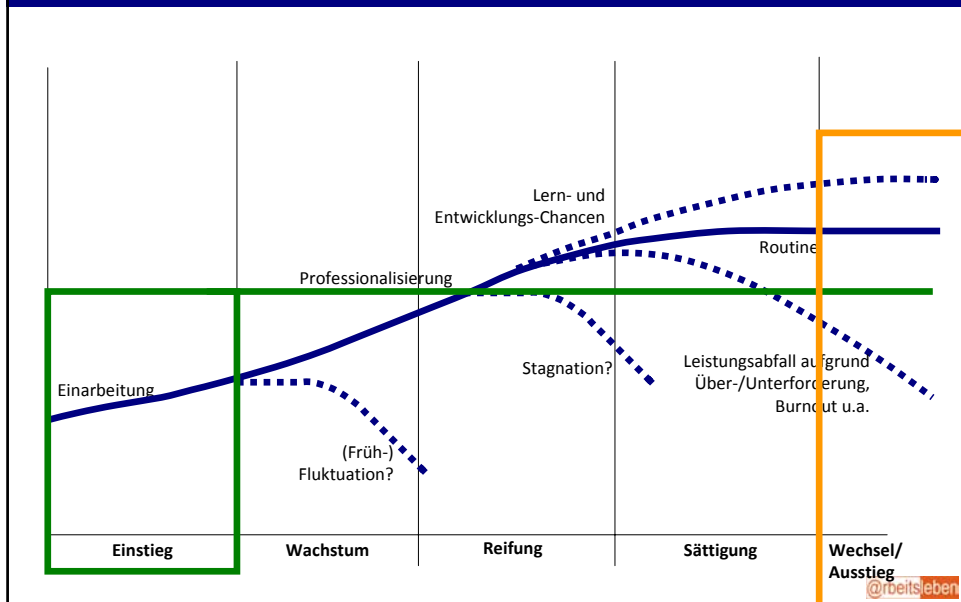 Lern- und
Entwicklungs-Chancen
Routine
Professionalisierung
Stagnation?
Leistungsabfall aufgrund
Über-/Unterforderung,
Burnout u.a.
Einarbeitung
(Früh-)
Fluktuation?
Einstieg
Wachstum
Reifung
Sättigung
Wechsel/
Ausstieg
@rbeitsleben